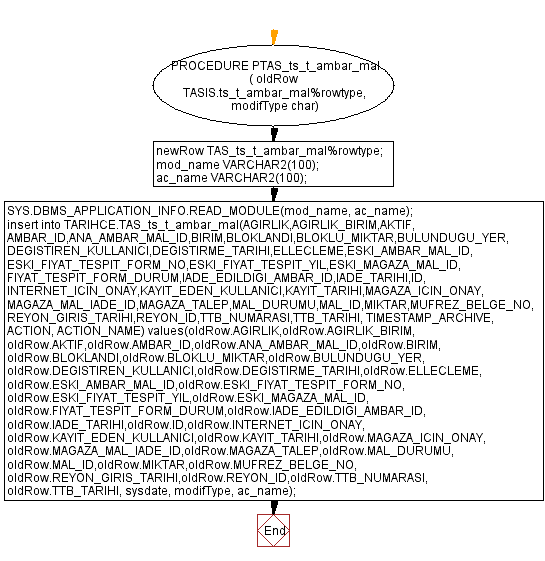 PROCEDURE PTAS_ts_t_ambar_mal
( oldRow
TASIS.ts_t_ambar_mal%rowtype,
modifType char)
newRow TAS_ts_t_ambar_mal%rowtype;
mod_name VARCHAR2(100);
ac_name VARCHAR2(100);
SYS.DBMS_APPLICATION_INFO.READ_MODULE(mod_name, ac_name);
insert into TARIHCE.TAS_ts_t_ambar_mal(AGIRLIK,AGIRLIK_BIRIM,AKTIF,
AMBAR_ID,ANA_AMBAR_MAL_ID,BIRIM,BLOKLANDI,BLOKLU_MIKTAR,BULUNDUGU_YER,
DEGISTIREN_KULLANICI,DEGISTIRME_TARIHI,ELLECLEME,ESKI_AMBAR_MAL_ID,
ESKI_FIYAT_TESPIT_FORM_NO,ESKI_FIYAT_TESPIT_YIL,ESKI_MAGAZA_MAL_ID,
FIYAT_TESPIT_FORM_DURUM,IADE_EDILDIGI_AMBAR_ID,IADE_TARIHI,ID,
INTERNET_ICIN_ONAY,KAYIT_EDEN_KULLANICI,KAYIT_TARIHI,MAGAZA_ICIN_ONAY,
MAGAZA_MAL_IADE_ID,MAGAZA_TALEP,MAL_DURUMU,MAL_ID,MIKTAR,MUFREZ_BELGE_NO,
REYON_GIRIS_TARIHI,REYON_ID,TTB_NUMARASI,TTB_TARIHI, TIMESTAMP_ARCHIVE,
ACTION, ACTION_NAME) values(oldRow.AGIRLIK,oldRow.AGIRLIK_BIRIM,
oldRow.AKTIF,oldRow.AMBAR_ID,oldRow.ANA_AMBAR_MAL_ID,oldRow.BIRIM,
oldRow.BLOKLANDI,oldRow.BLOKLU_MIKTAR,oldRow.BULUNDUGU_YER,
oldRow.DEGISTIREN_KULLANICI,oldRow.DEGISTIRME_TARIHI,oldRow.ELLECLEME,
oldRow.ESKI_AMBAR_MAL_ID,oldRow.ESKI_FIYAT_TESPIT_FORM_NO,
oldRow.ESKI_FIYAT_TESPIT_YIL,oldRow.ESKI_MAGAZA_MAL_ID,
oldRow.FIYAT_TESPIT_FORM_DURUM,oldRow.IADE_EDILDIGI_AMBAR_ID,
oldRow.IADE_TARIHI,oldRow.ID,oldRow.INTERNET_ICIN_ONAY,
oldRow.KAYIT_EDEN_KULLANICI,oldRow.KAYIT_TARIHI,oldRow.MAGAZA_ICIN_ONAY,
oldRow.MAGAZA_MAL_IADE_ID,oldRow.MAGAZA_TALEP,oldRow.MAL_DURUMU,
oldRow.MAL_ID,oldRow.MIKTAR,oldRow.MUFREZ_BELGE_NO,
oldRow.REYON_GIRIS_TARIHI,oldRow.REYON_ID,oldRow.TTB_NUMARASI,
oldRow.TTB_TARIHI, sysdate, modifType, ac_name);
End